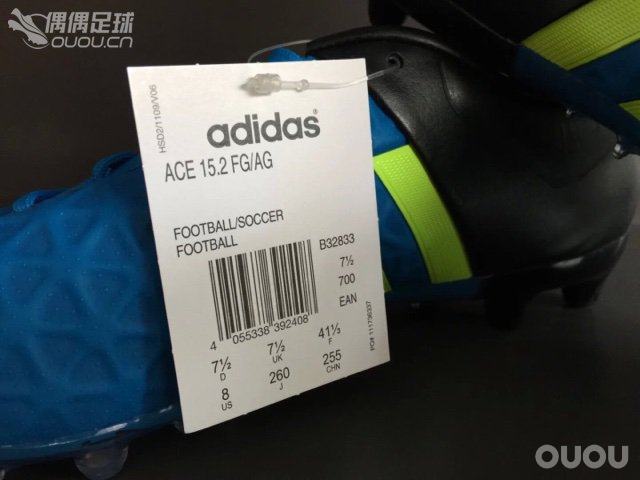 偶偶足球
OUOU.CN
HSD2/1109/V06
adidas®
ACE 15.2 FG/AG
FOOTBALL/SOCCER
FOOTBALL
B32833
7½
700
EAN
4 055338 392408
7½ 7½ 41⅓
D UK F
8 260 255
US J CHN
PO# 111736337
OUOU